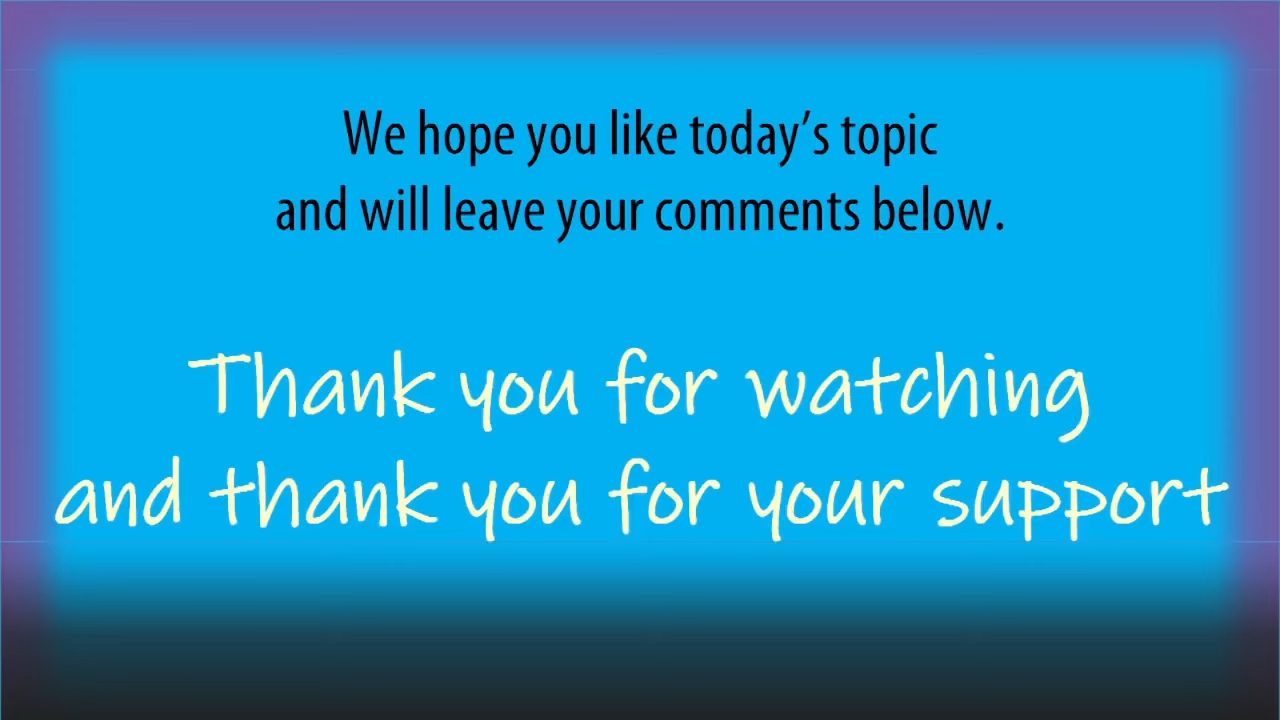 We hope you like today’s topic
and will leave your comments below.
Thank you for watching
and thank you for your support